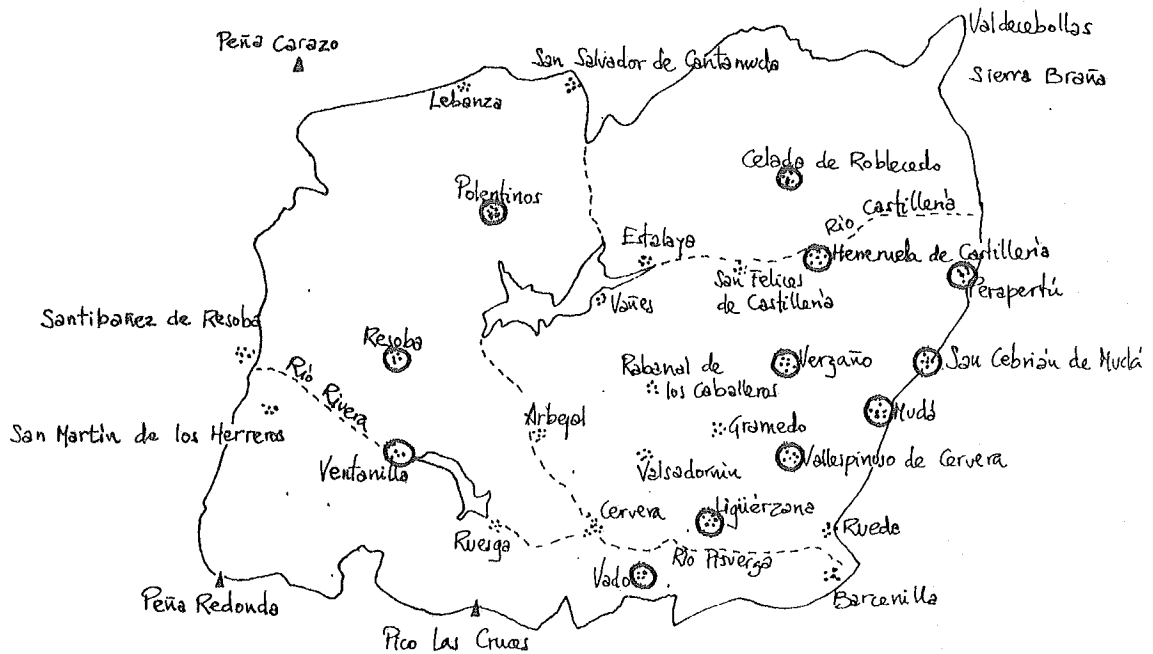 Valdecebollas
Peña Carazo
San Salvador de Cantamuda
Sierra Braña
Lebanza
Celada de Roblecedo
Polentinos
Río Castillería
Estalaya
Herreruela de Castillería
San Felices
de Castillería
Perapertú
Vañes
Santibañez de Resoba
Resoba
Verzaño
San Cebrián de Mudá
Rabanal de
los Caballeros
Río Rivera
Mudá
Arbejal
Gramedo
San Martín de los Herreros
Ventanilla
Valsadornín
Vallespinoso de Cervera
Cervera
Ligüérzana
Rueda
Ruesga
Río Pisuerga
Vado
Barcenilla
Peña Redonda
Pico Las Cruces